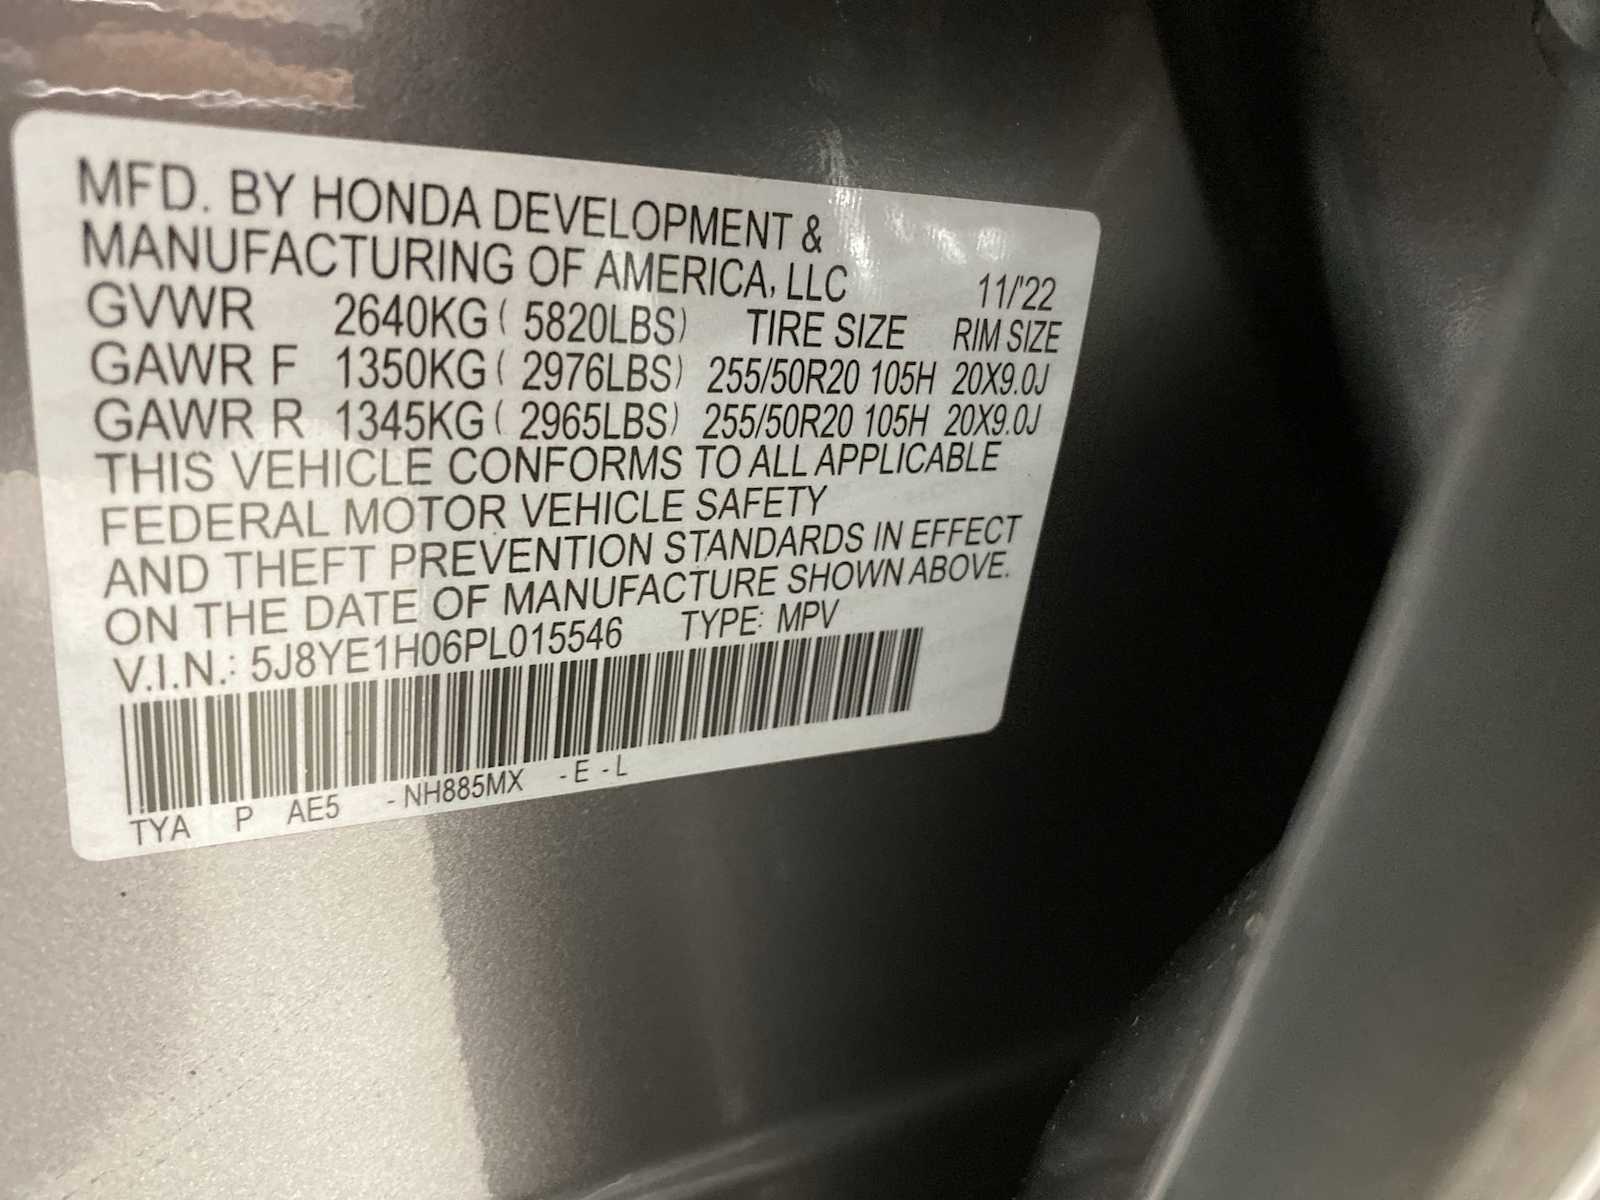 MFD. BY HONDA DEVELOPMENT &
MANUFACTURING OF AMERICA, LLC 11/'22
GVWR 2640KG ( 5820LBS) TIRE SIZE RIM SIZE
GAWR F 1350KG ( 2976LBS) 255/50R20 105H 20X9.0J
GAWR R 1345KG ( 2965LBS) 255/50R20 105H 20X9.0J
THIS VEHICLE CONFORMS TO ALL APPLICABLE
FEDERAL MOTOR VEHICLE SAFETY
AND THEFT PREVENTION STANDARDS IN EFFECT
ON THE DATE OF MANUFACTURE SHOWN ABOVE.
V.I.N.: 5J8YE1H06PL015546 TYPE: MPV
TYA P AE5 - NH885MX - E - L